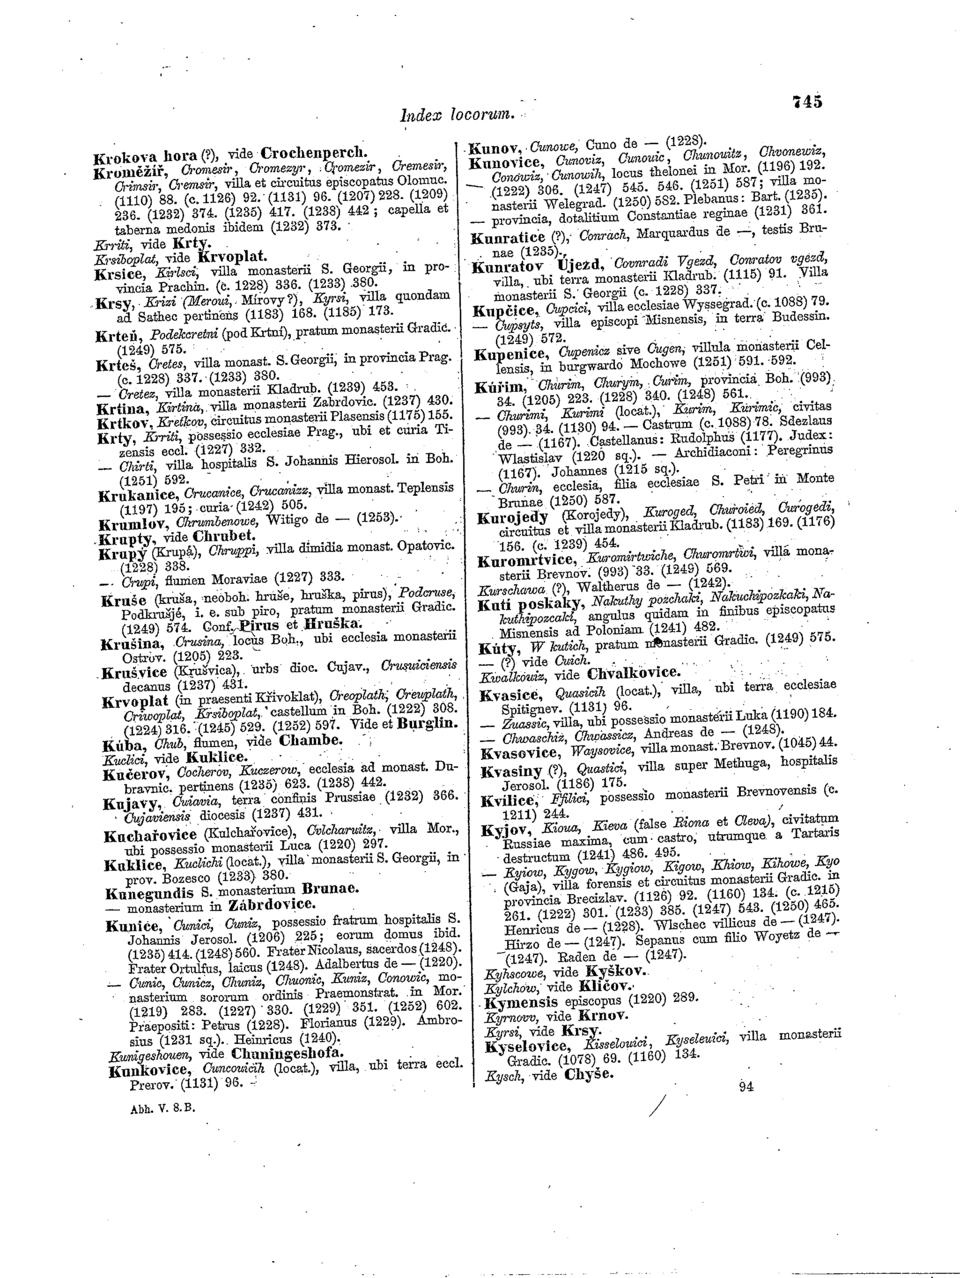 Index locorum.
745
Krokova hora (?), vide Crochenperch.
Kroměžíř, Cromesir, Cromezyr, Cromezir, Cremesir,
Crimsir, Cremsir, villa et circuitus episcopatus Olomuc.
(1110) 88. (c. 1126) 92. (1131) 96. (1207) 228. (1209)
236. (1232) 374. (1235) 417. (1238) 442; capella et
taberna medonis ibidem (1232) 373.
Krriti, vide Krty.
Krsiboplat, vide Krvoplat.
Krsice, Kirlsci, villa monasterii S. Georgii, in pro-
vincia Prachin. (c. 1228) 336. (1233) 380.
Krsy, Krizi (Meroui, Mírovy?), Kyrsi, villa quondam
ad Sathec pertinens (1183) 168. (1185) 173.
Krteň, Podekcretni (pod Krtní), pratum monasterii Gradic.
(1249) 575.
Krteš, Cretes, villa monast. S. Georgii, in provincia Prag.
(c. 1228) 337. (1233) 380.
— Cretez, villa monasterii Kladrub. (1239) 453.
Krtina, Kirtina, villa monasterii Zabrdovic. (1237) 430.
Krtkov, Kretkov, circuitus monasterii Plasensis (1175) 155.
Krty, Krriti, possessio ecclesiae Prag., ubi et curia Ti-
zensis eccl. (1227) 332.
— Chirti, villa hospitalis S. Johannis Hierosol. in Boh.
(1251) 592.
Krukanice, Crucanice, Crucanizz, villa monast. Teplensis
(1197) 195; curia (1242) 505.
Krumlov, Chrumbenowe, Witigo de — (1253).
Krupty, vide Chrubet.
Krupý (Krupá), Chruppi, villa dimidia monast. Opatovic.
(1228) 338.
— Crupi, flumen Moraviae (1227) 333.
Kruše (kruša, neoboh. hruše, hruška, pirus), Podcruse,
Podkrušjé, i. e. sub piro, pratum monasterii Gradic.
(1249) 574. Conf. Pirus et Hruška.
Krušina, Crusina, locus Boh., ubi ecclesia monasterii
Ostrov. (1205) 223.
Krušvice (Krušvica), urbs dioc. Cujav., Crusuiciensis
decanus (1237) 431.
Krvoplat (in praesenti Křivoklat), Creoplath, Creuplath,
Criwoplat, Krsiboplat, castellum in Boh. (1222) 308.
(1224) 316. (1245) 529. (1252) 597. Vide et Burglin.
Kúba, Chub, flumen, vide Chambe.
Kuclici, vide Kuklice.
Kučerov, Cocherov, Kuczerow, ecclesia ad monast. Du-
bravnic. pertinens (1235) 623. (1238) 442.
Kujavy, Cuiavia, terra confinis Prussiae (1232) 366.
Cujaviensis diocesis (1237) 431.
Kuchařovice (Kulchařovice), Cvlcharuitz, villa Mor.,
ubi possessio monasterii Luca (1220) 297.
Kuklice, Kuclichi (locat.), villa monasterii S. Georgii, in
prov. Bozesco (1233) 380.
Kunegundis S. monasterium Brunae.
— monasterium in Zábrdovice.
Kunice, Cunici, Cuniz, possessio fratrum hospitalis S.
Johannis Jerosol. (1206) 225; eorum domus ibid.
(1235) 414. (1248) 560. Frater Nicolaus, sacerdos (1248).
Frater Ortulfus, laicus (1248). Adalbertus de — (1220).
— Cunic, Cunicz, Chuniz, Chuonic, Kuniz, Conowic, mo-
nasterium sororum ordinis Praemonstrat. in Mor.
(1219) 283. (1227) 330. (1229) 351. (1252) 602.
Praepositi: Petrus (1228). Florianus (1229). Ambro-
sius (1231 sq.). Heinricus (1240).
Kunigeshouen, vide Chuningeshofa.
Kunkovice, Cuncouicih (locat.), villa, ubi terra eccl.
Prerov. (1131) 96.
Abh. V. 8. B.
Kunov, Cunowe, Cuno de — (1228).
Kunovice, Cunoviz, Cunouic, Chunouitz, Chvonewiz,
Conowiz, Cunowih, locus thelonei in Mor. (1196) 192.
— (1222) 306. (1247) 545. 546. (1251) 587; villa mo-
nasterii Welegrad. (1250) 582. Plebanus: Bart. (1235).
— provincia, dotalitium Constantiae reginae (1231) 361.
Kunratice (?), Conrach, Marquardus de —, testis Bru-
nae (1235).
Kunratov Újezd, Covnradi Vgezd, Conratov vgezd,
villa, ubi terra monasterii Kladrub. (1115) 91. Villa
monasterii S. Georgii (c. 1228) 337.
Kupčice, Cupcici, villa ecclesiae Wyssegrad. (c. 1088) 79.
— Cupsyts, villa episcopi Misnensis, in terra Budessin.
(1249) 572.
Kupenice, Cupenicz sive Cugen, villula monasterii Cel-
lensis, in burgwardo Mochowe (1251) 591. 592.
Kúřim, Churim, Churym, Curim, provincia Boh. (993)
34. (1205) 223. (1228) 340. (1248) 561.
— Churimi, Kurimi (locat.), Kurim, Kurimic, civitas
(993) 34. (1130) 94. — Castrum (c. 1088) 78. Sdezlaus
de — (1167). Castellanus: Rudolphus (1177). Judex:
Wlastislav (1220 sq.). — Archidiaconi: Peregrinus
(1167). Johannes (1215 sq.).
— Churin, ecclesia, filia ecclesiae S. Petri in Monte
Brunae (1250) 587.
Kurojedy (Korojedy), Kuroged, Churoied, Curogedi,
circuitus et villa monasterii Kladrub. (1183) 169. (1176)
156. (c. 1239) 454.
Kuromrtvice, Kuromirtwiche, Churomrtwi, villa mona-
sterii Brevnov. (993) 33. (1249) 569.
Kurschawa (?), Waltherus de — (1242).
Kuti poskaky, Nakuthy pozchaki, Nakuchipozkaki, Na-
kuthipozcaki, angulus quidam in finibus episcopatus
Misnensis ad Poloniam (1241) 482.
Kúty, W kutich, pratum monasterii Gradic. (1249) 575.
— (?) vide Cuich.
Kwalkowiz, vide Chvalkovice.
Kvasice, Quasicih (locat.), villa, ubi terra ecclesiae
Spitignev. (1131) 96.
— Zuassic, villa, ubi possessio monasterii Luka (1190) 184.
— Chwaschiz, Chwassicz, Andreas de — (1248).
Kvasovice, Waysovice, villa monast. Brevnov. (1045) 44.
Kvasiny (?), Quastici, villa super Methuga, hospitalis
Jerosol. (1186) 175.
Kvílice, Ffilici, possessio monasterii Brevnovensis (c.
1211) 244.
Kyjov, Kioua, Kieva (false Riona et Cleva), civitatum
Russiae maxima, cum castro, utrumque a Tartaris
destructum (1241) 486. 495.
— Kyiow, Kygow, Kygiow, Kigow, Khiow, Kihowe, Kyo
(Gaja), villa forensis et circuitus monasterii Gradic. in
provincia Brecizlav. (1126) 92. (1160) 134. (c. 1215)
261. (1222) 301. (1233) 385. (1247) 543. (1250) 465.
Henricus de — (1228). Wlschec villicus de — (1247).
Hirzo de — (1247). Sepanus cum filio Woyetz de —
(1247). Raden de — (1247).
Kyhscowe, vide Kyškov.
Kylchow, vide Kličov.
Kymensis episcopus (1220) 289.
Kyrnovv, vide Krnov.
Kyrsi, vide Krsy.
Kyselovice, Kisselouici, Kyseleuici, villa monasterii
Gradic. (1078) 69. (1160) 134.
Kysch, vide Chyše.
94